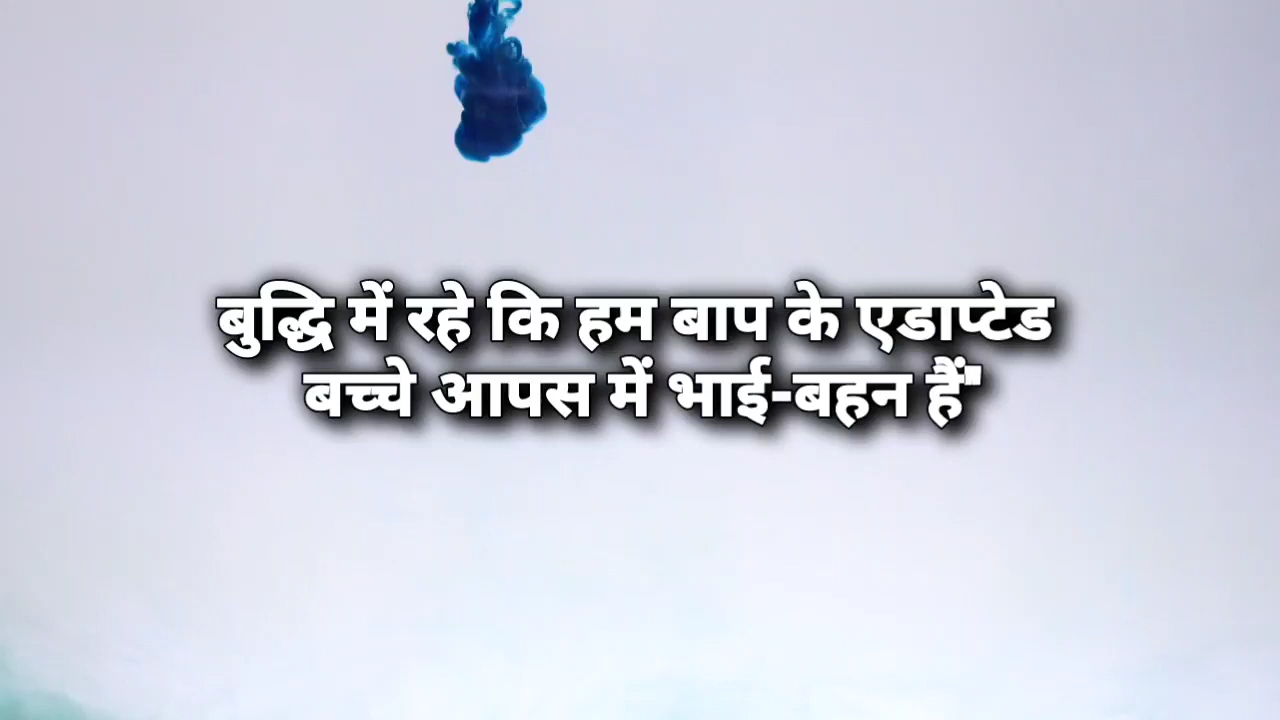 बुद्धि में रहे कि हम बाप के एडाप्टेड
बच्चे आपस में भाई-बहन हैं"